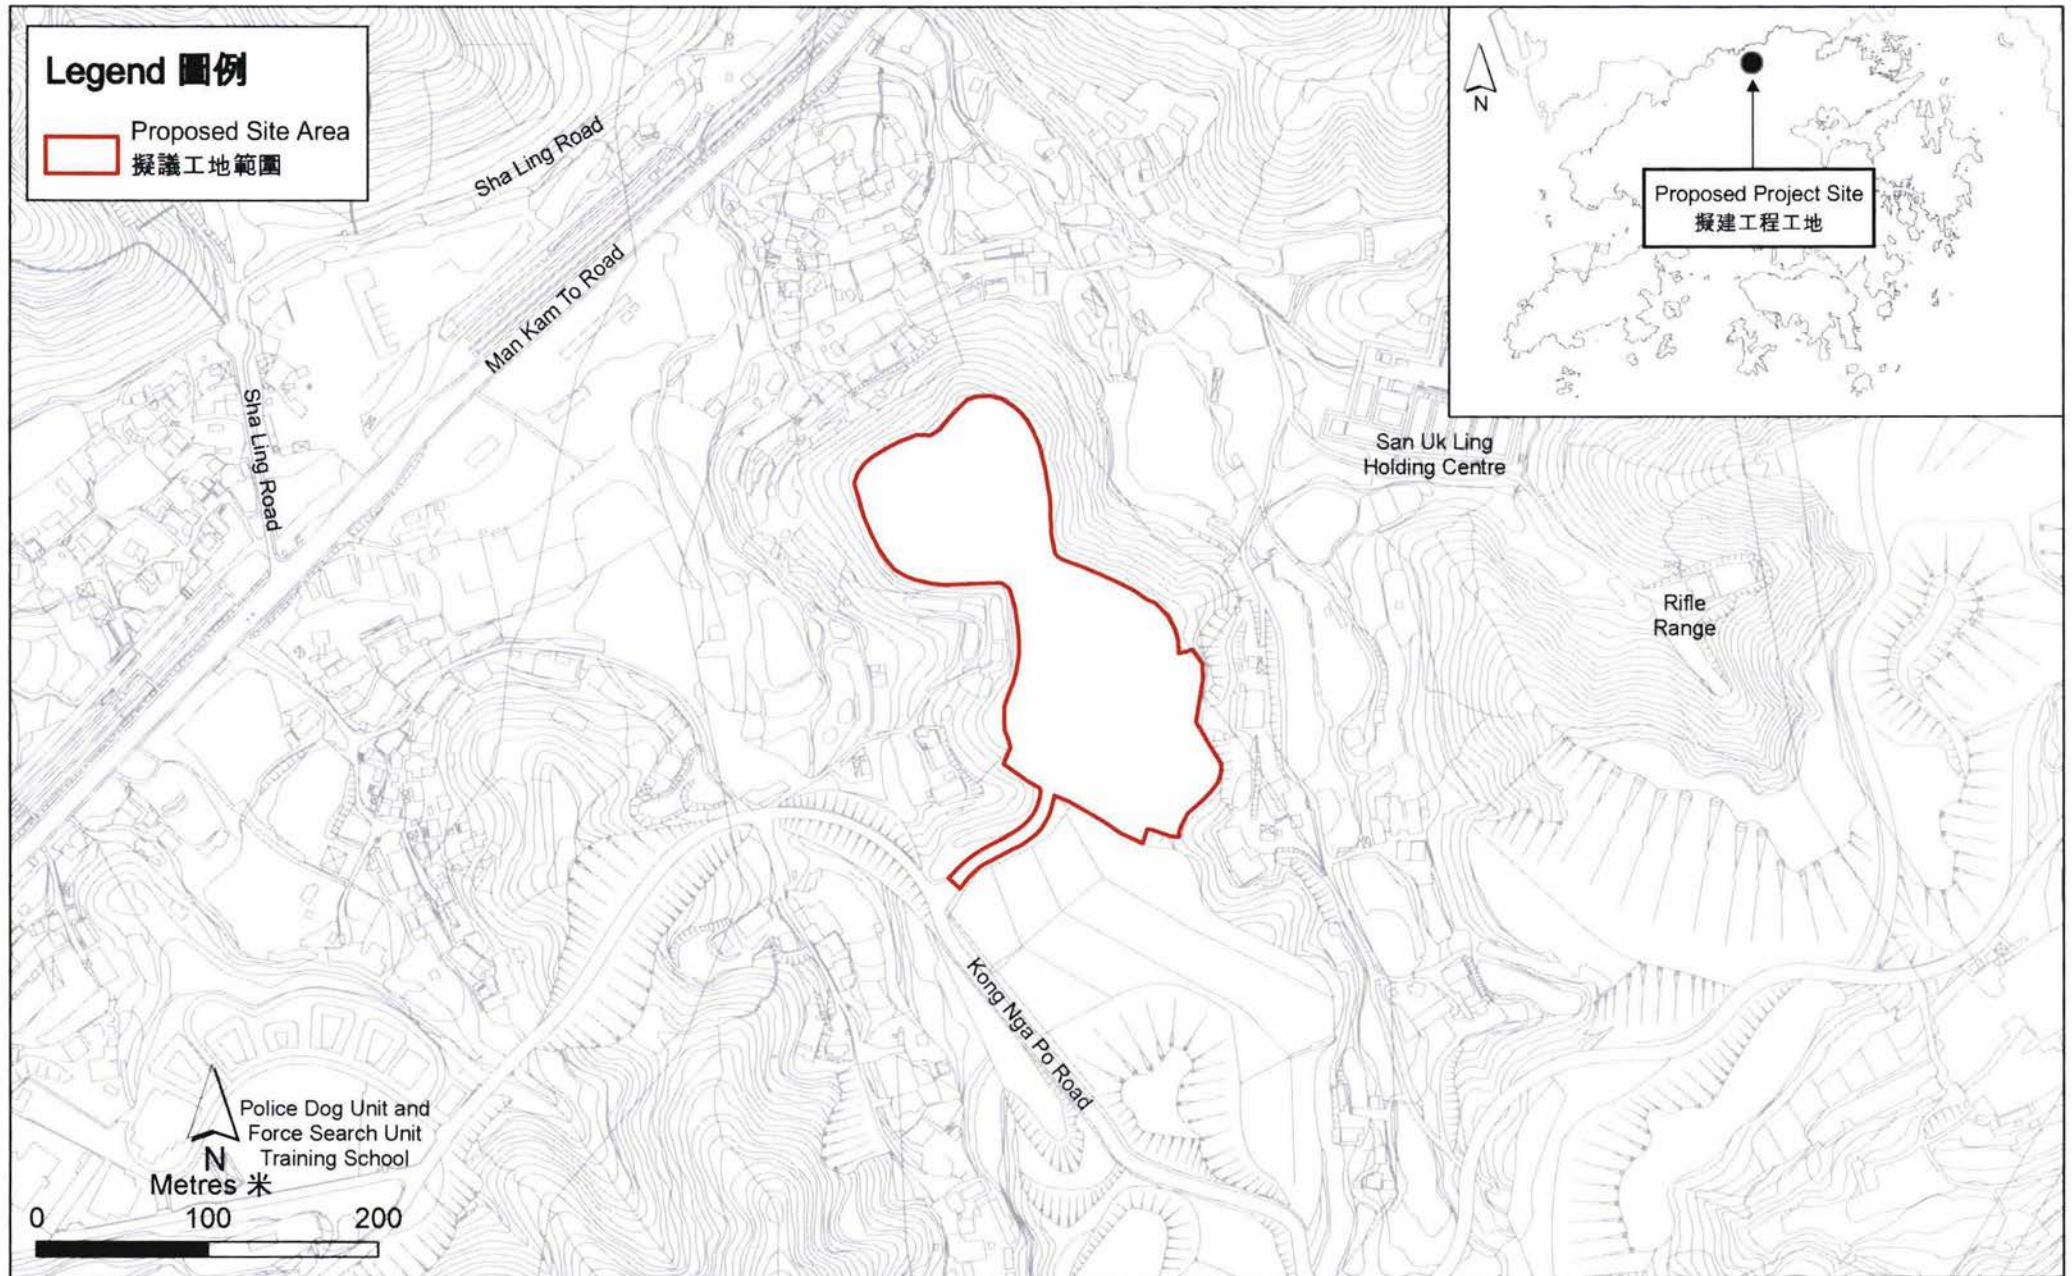 Legend 圖例
Proposed Site Area
擬議工地範圍
Sha Ling Road
Man Kam To Road
Sha Ling Road
N
Proposed Project Site
擬建工程工地
San Uk Ling
Holding Centre
Rifle
Range
Kong Nga Po Road
Police Dog Unit and
Force Search Unit
Training School
N
Metres 米
0 100 200